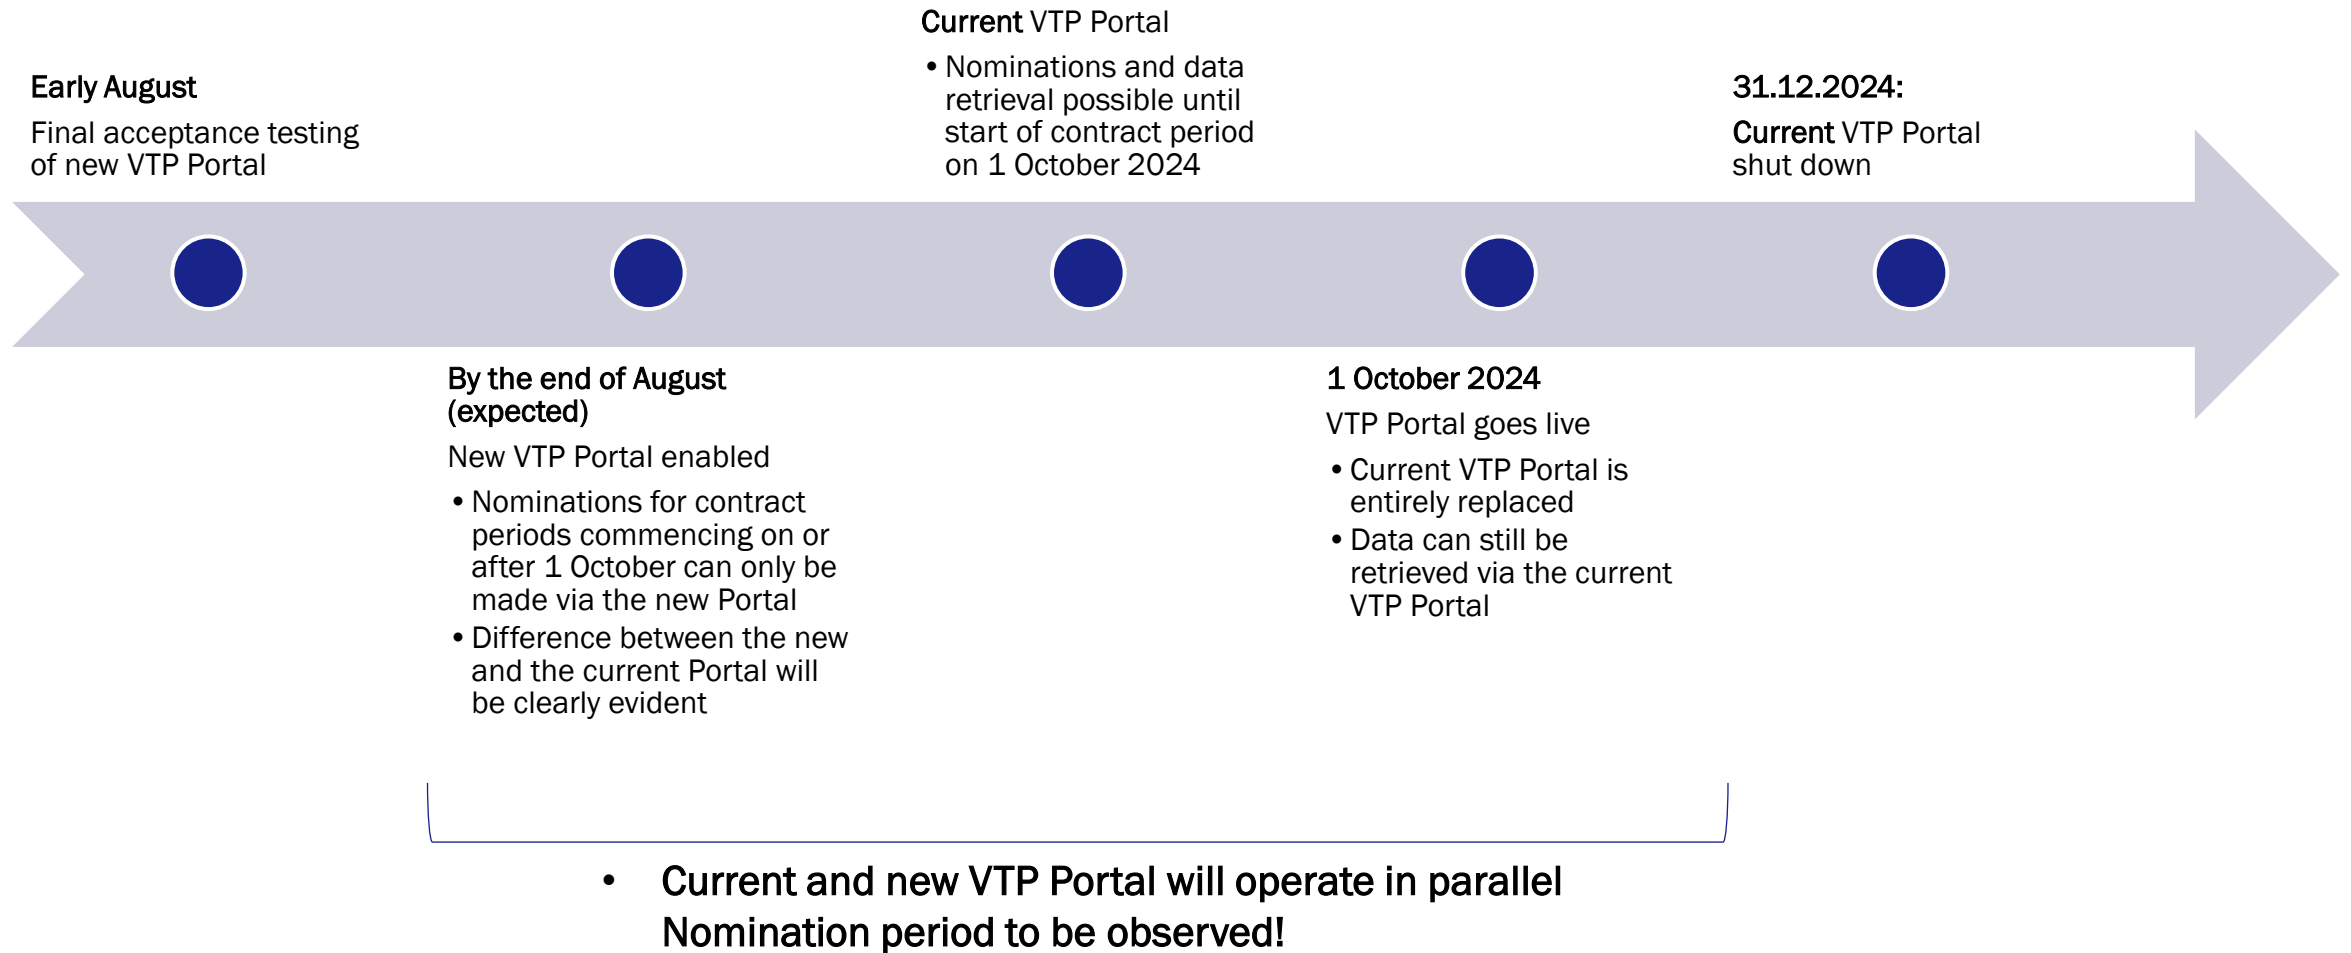 Early August
Final acceptance testing
of new VTP Portal
By the end of August
(expected)
New VTP Portal enabled
• Nominations for contract
periods commencing on or
after 1 October can only be
made via the new Portal
• Difference between the new
and the current Portal will
be clearly evident
Current VTP Portal
• Nominations and data
retrieval possible until
start of contract period
on 1 October 2024
1 October 2024
VTP Portal goes live
• Current VTP Portal is
entirely replaced
• Data can still be
retrieved via the current
VTP Portal
31.12.2024:
Current VTP Portal
shut down
• Current and new VTP Portal will operate in parallel
Nomination period to be observed!